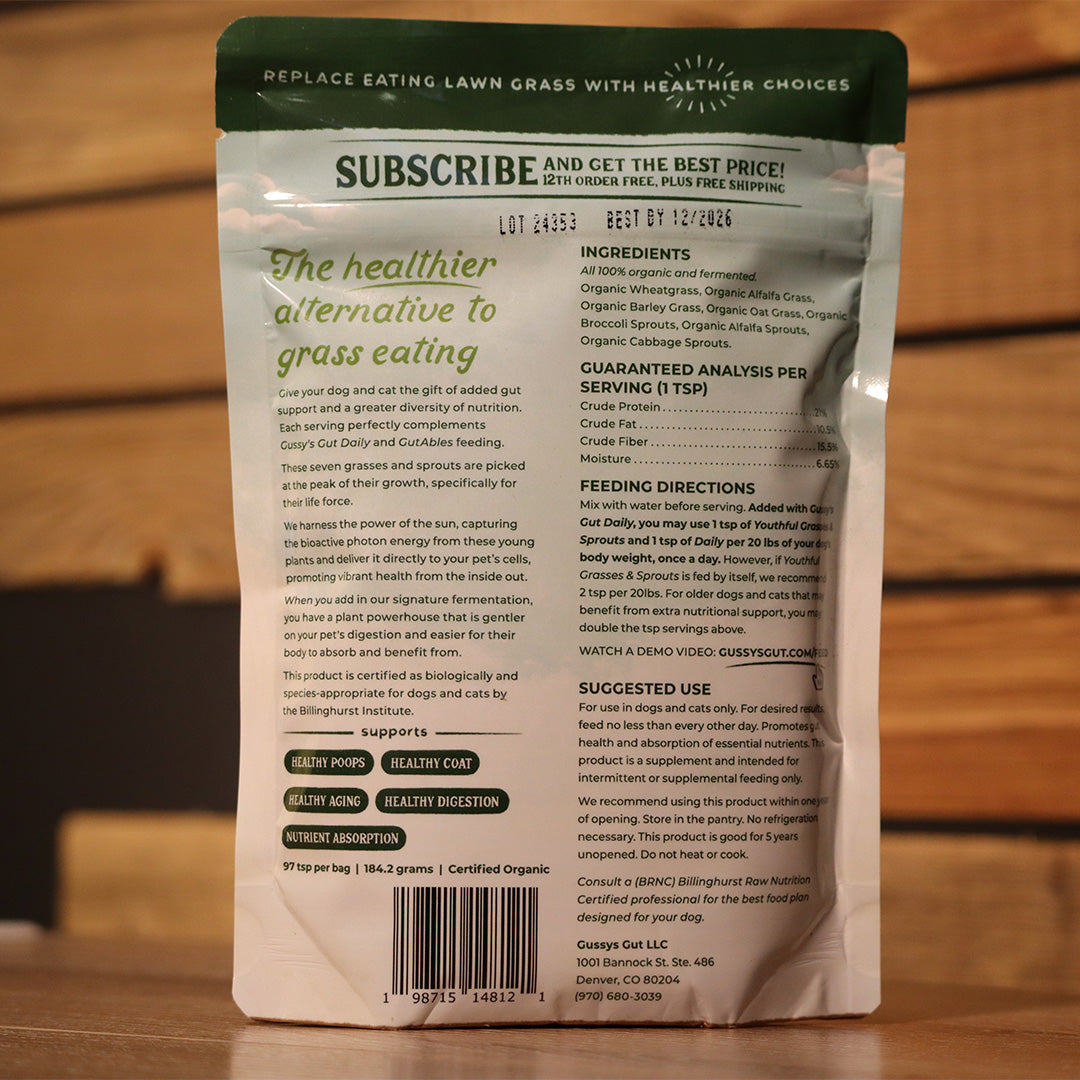 REPLACE EATING LAWN GRASS WITH HEALTHIER CHOICES
SUBSCRIBE AND GET THE BEST PRICE!
12TH ORDER FREE, PLUS FREE SHIPPING
LOT 24353 BEST BY 12/2026
The healthier
alternative to
grass eating
Give your dog and cat the gift of added gut
support and a greater diversity of nutrition.
Each serving perfectly complements
Gussy's Gut Daily and GutAbles feeding.
These seven grasses and sprouts are picked
at the peak of their growth, specifically for
their life force.
We harness the power of the sun, capturing
the bioactive photon energy from these young
plants and deliver it directly to your pet's cells,
promoting vibrant health from the inside out.
When you add in our signature fermentation,
you have a plant powerhouse that is gentler
on your pet's digestion and easier for their
body to absorb and benefit from.
This product is certified as biologically and
species-appropriate for dogs and cats by
the Billinghurst Institute.
supports
HEALTHY POOPS
HEALTHY COAT
HEALTHY AGING
HEALTHY DIGESTION
NUTRIENT ABSORPTION
97 tsp per bag | 184.2 grams | Certified Organic
1 98715 14812 1
INGREDIENTS
All 100% organic and fermented.
Organic Wheatgrass, Organic Alfalfa Grass,
Organic Barley Grass, Organic Oat Grass, Organic
Broccoli Sprouts, Organic Alfalfa Sprouts,
Organic Cabbage Sprouts.
GUARANTEED ANALYSIS PER
SERVING (1 TSP)
Crude Protein 21%
Crude Fat 10.5%
Crude Fiber 15.5%
Moisture 6.65%
FEEDING DIRECTIONS
Mix with water before serving. Added with Gussy's
Gut Daily, you may use 1 tsp of Youthful Grasses &
Sprouts and 1 tsp of Daily per 20 lbs of your dog's
body weight, once a day. However, if Youthful
Grasses & Sprouts is fed by itself, we recommend
2 tsp per 20lbs. For older dogs and cats that may
benefit from extra nutritional support, you may
double the tsp servings above.
WATCH A DEMO VIDEO: GUSSYSGUT.COM/FEED
SUGGESTED USE
For use in dogs and cats only. For desired results,
feed no less than every other day. Promotes gut
health and absorption of essential nutrients. This
product is a supplement and intended for
intermittent or supplemental feeding only.
We recommend using this product within one year
of opening. Store in the pantry. No refrigeration
necessary. This product is good for 5 years
unopened. Do not heat or cook.
Consult a (BRNC) Billinghurst Raw Nutrition
Certified professional for the best food plan
designed for your dog.
Gussys Gut LLC
1001 Bannock St. Ste. 486
Denver, CO 80204
(970) 680-3039